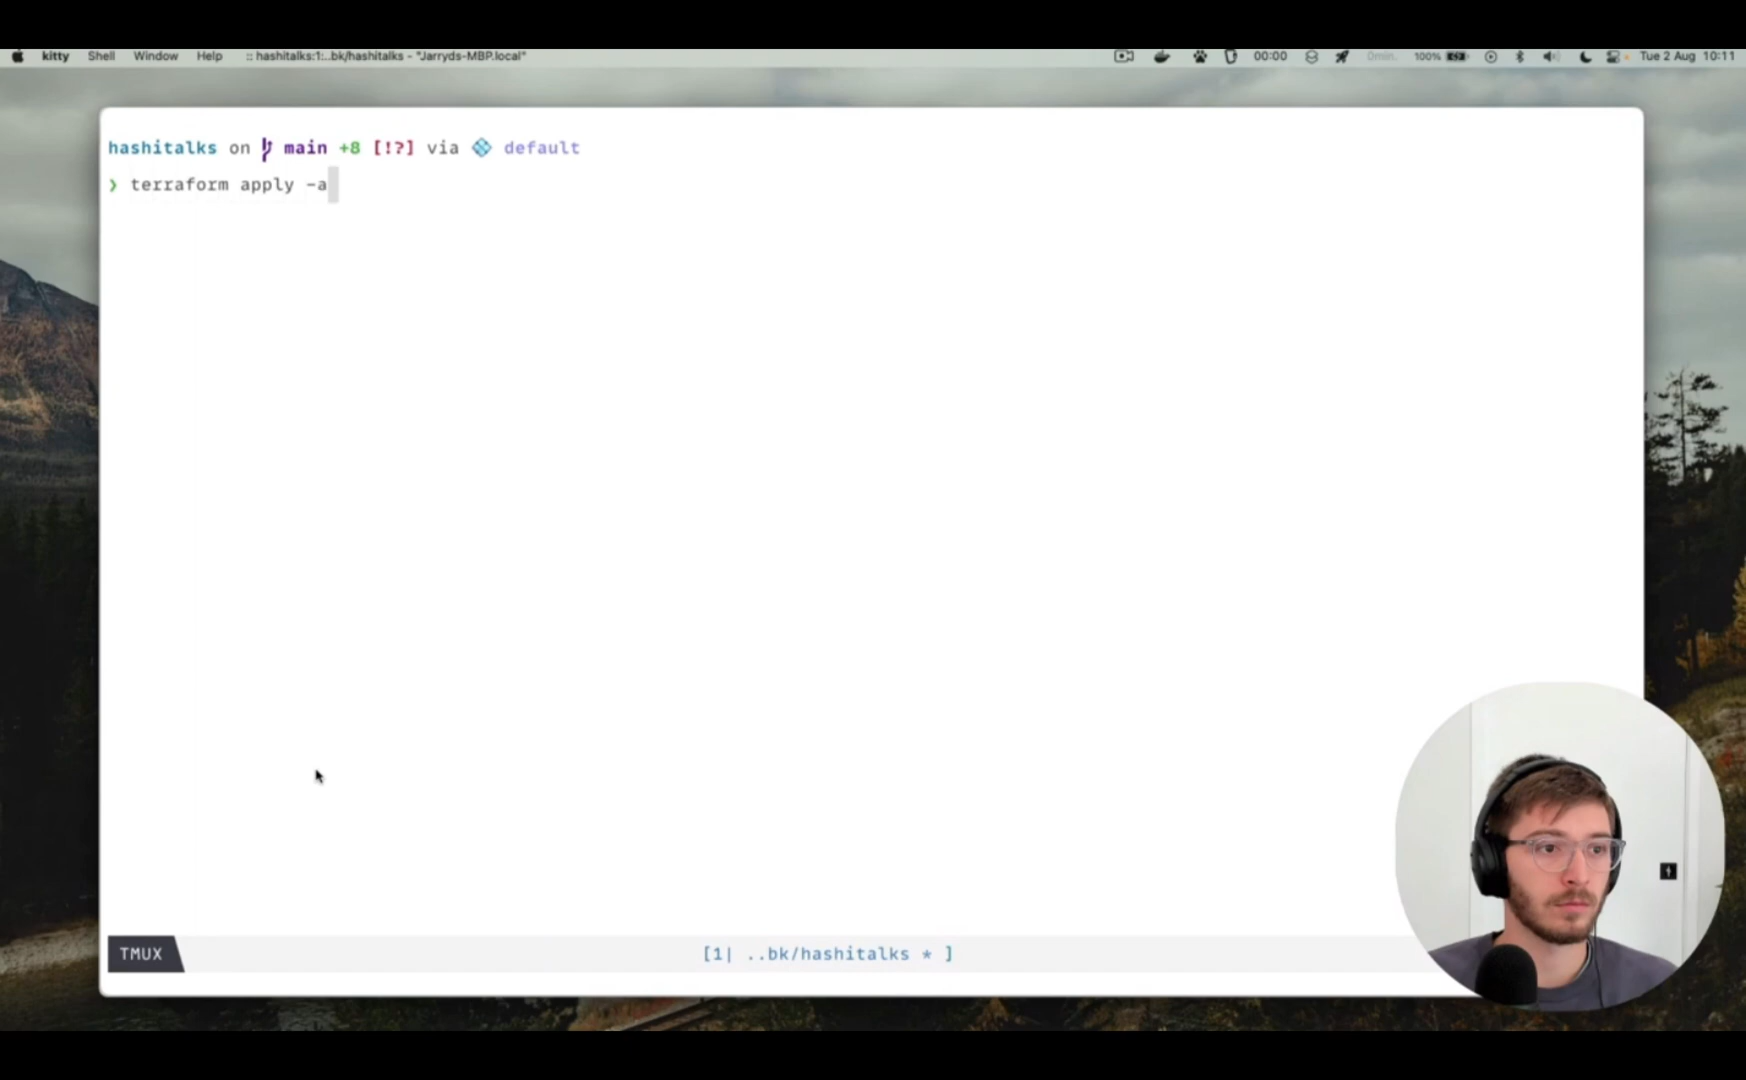 kitty Shell Window Help :: hashitalks:1:..bk/hashitalks - "Jarryds-MBP.local" 00:00 0min. 100% Tue 2 Aug 10:11
hashitalks on main +8 [!?] via default
❯ terraform apply -a
TMUX [1| ..bk/hashitalks * ]